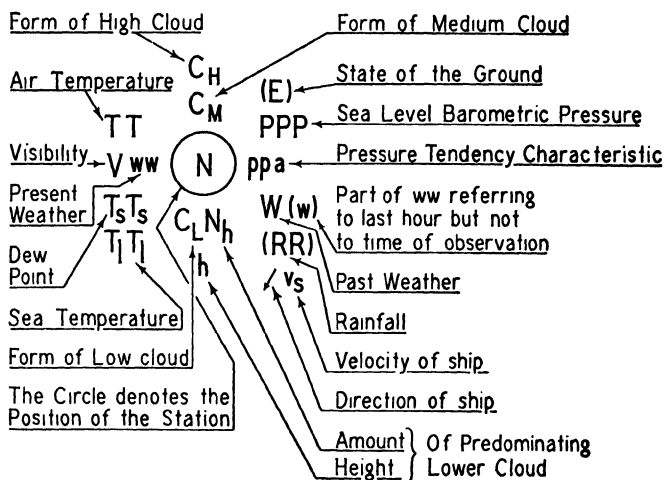 Form of High Cloud
Form of Medium Cloud
C_H
State of the Ground
Air Temperature
C_M
(E)
Sea Level Barometric Pressure
TT
PPP
Visibility
V ww
N
pp a
Pressure Tendency Characteristic
Present
Weather
T_sT_s
C_LN_h
W (w)
Part of ww referring
to last hour but not
to time of observation
Dew
Point
T_lT_l
h
(RR)
Past Weather
v_s
Sea Temperature
Rainfall
Form of Low cloud
Velocity of ship
The Circle denotes the
Position of the Station
Direction of ship
Amount } Of Predominating
Height } Lower Cloud